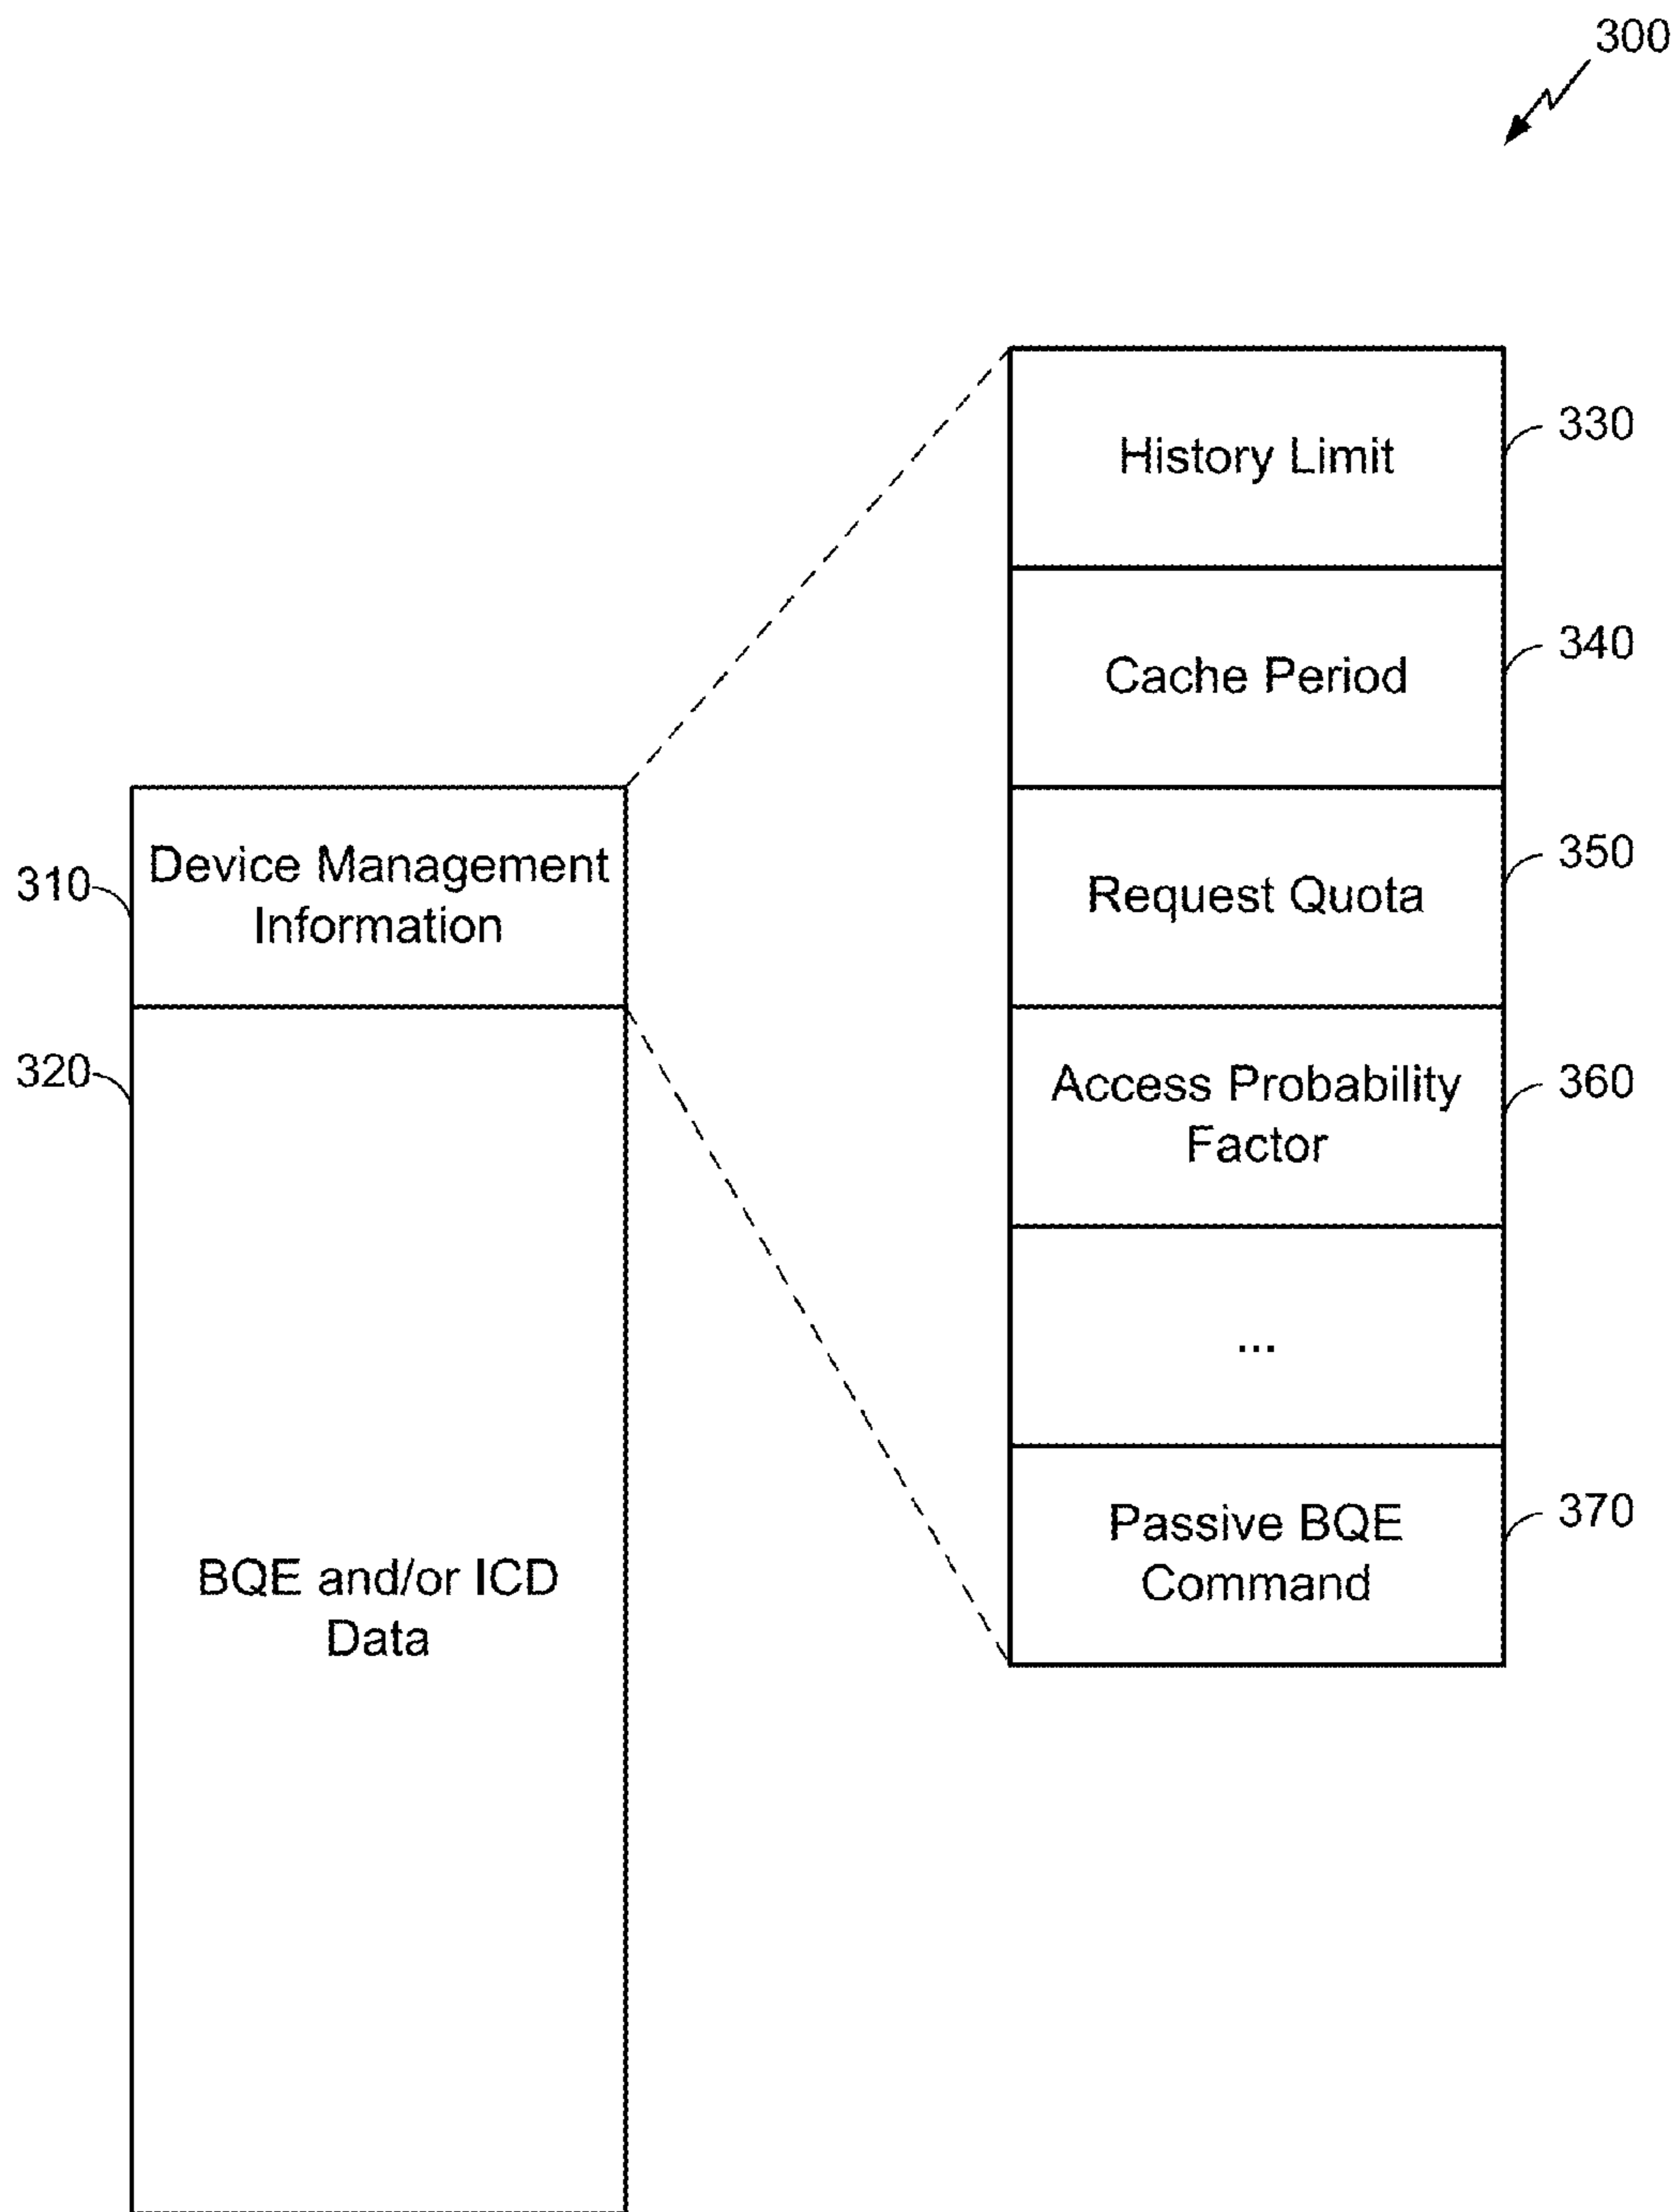 300
History Limit
330
Cache Period
340
Request Quota
350
Access Probability
Factor
360
...
Passive BQE
Command
370
Device Management
Information
310
320
BQE and/or ICD
Data